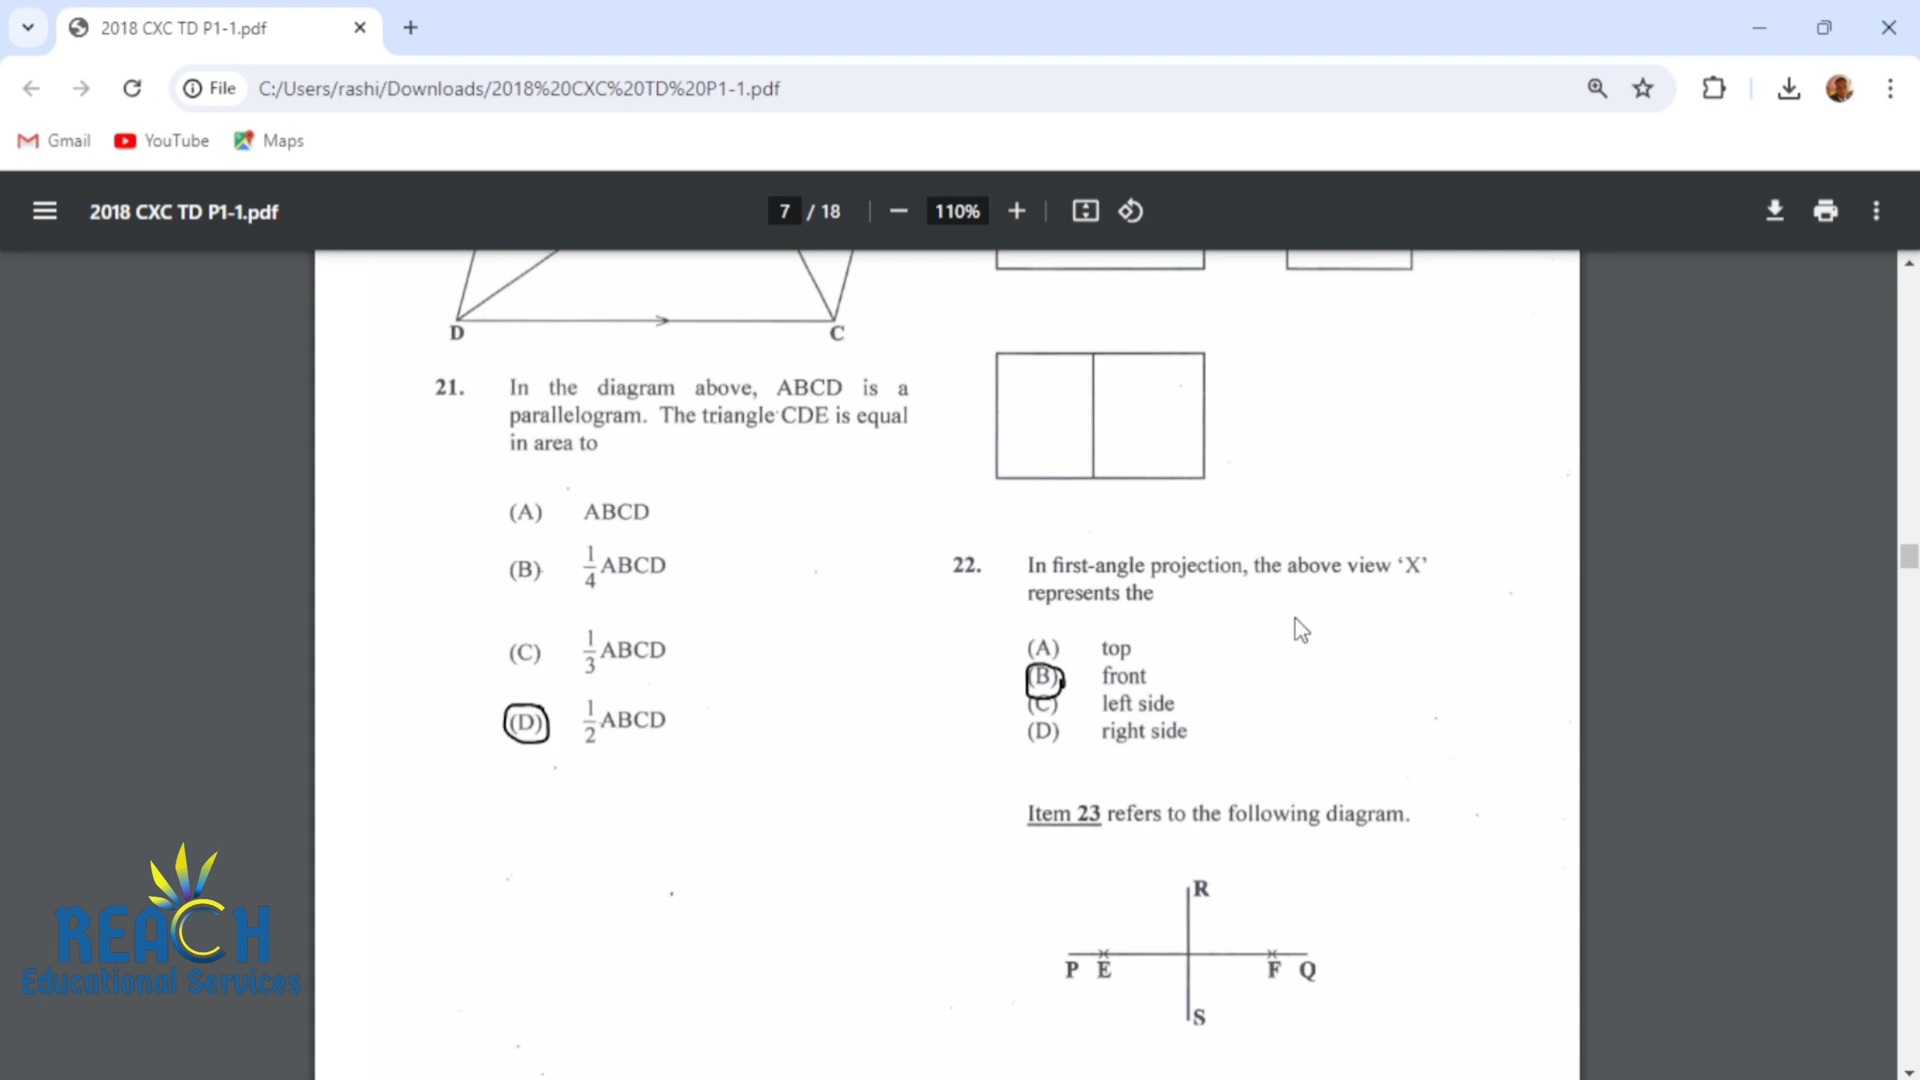 2018 CXC TD P1-1.pdf
File
C:/Users/rashi/Downloads/2018%20CXC%20TD%20P1-1.pdf
Gmail
YouTube
Maps
2018 CXC TD P1-1.pdf
7 / 18
110%
D
C
21.
In the diagram above, ABCD is a
parallelogram. The triangle CDE is equal
in area to
(A) ABCD
(B) 1/4 ABCD
(C) 1/3 ABCD
(D) 1/2 ABCD
22.
In first-angle projection, the above view ‘X’
represents the
(A) top
(B) front
(C) left side
(D) right side
Item 23 refers to the following diagram.
R
P E F Q
S
REACH
Educational Services